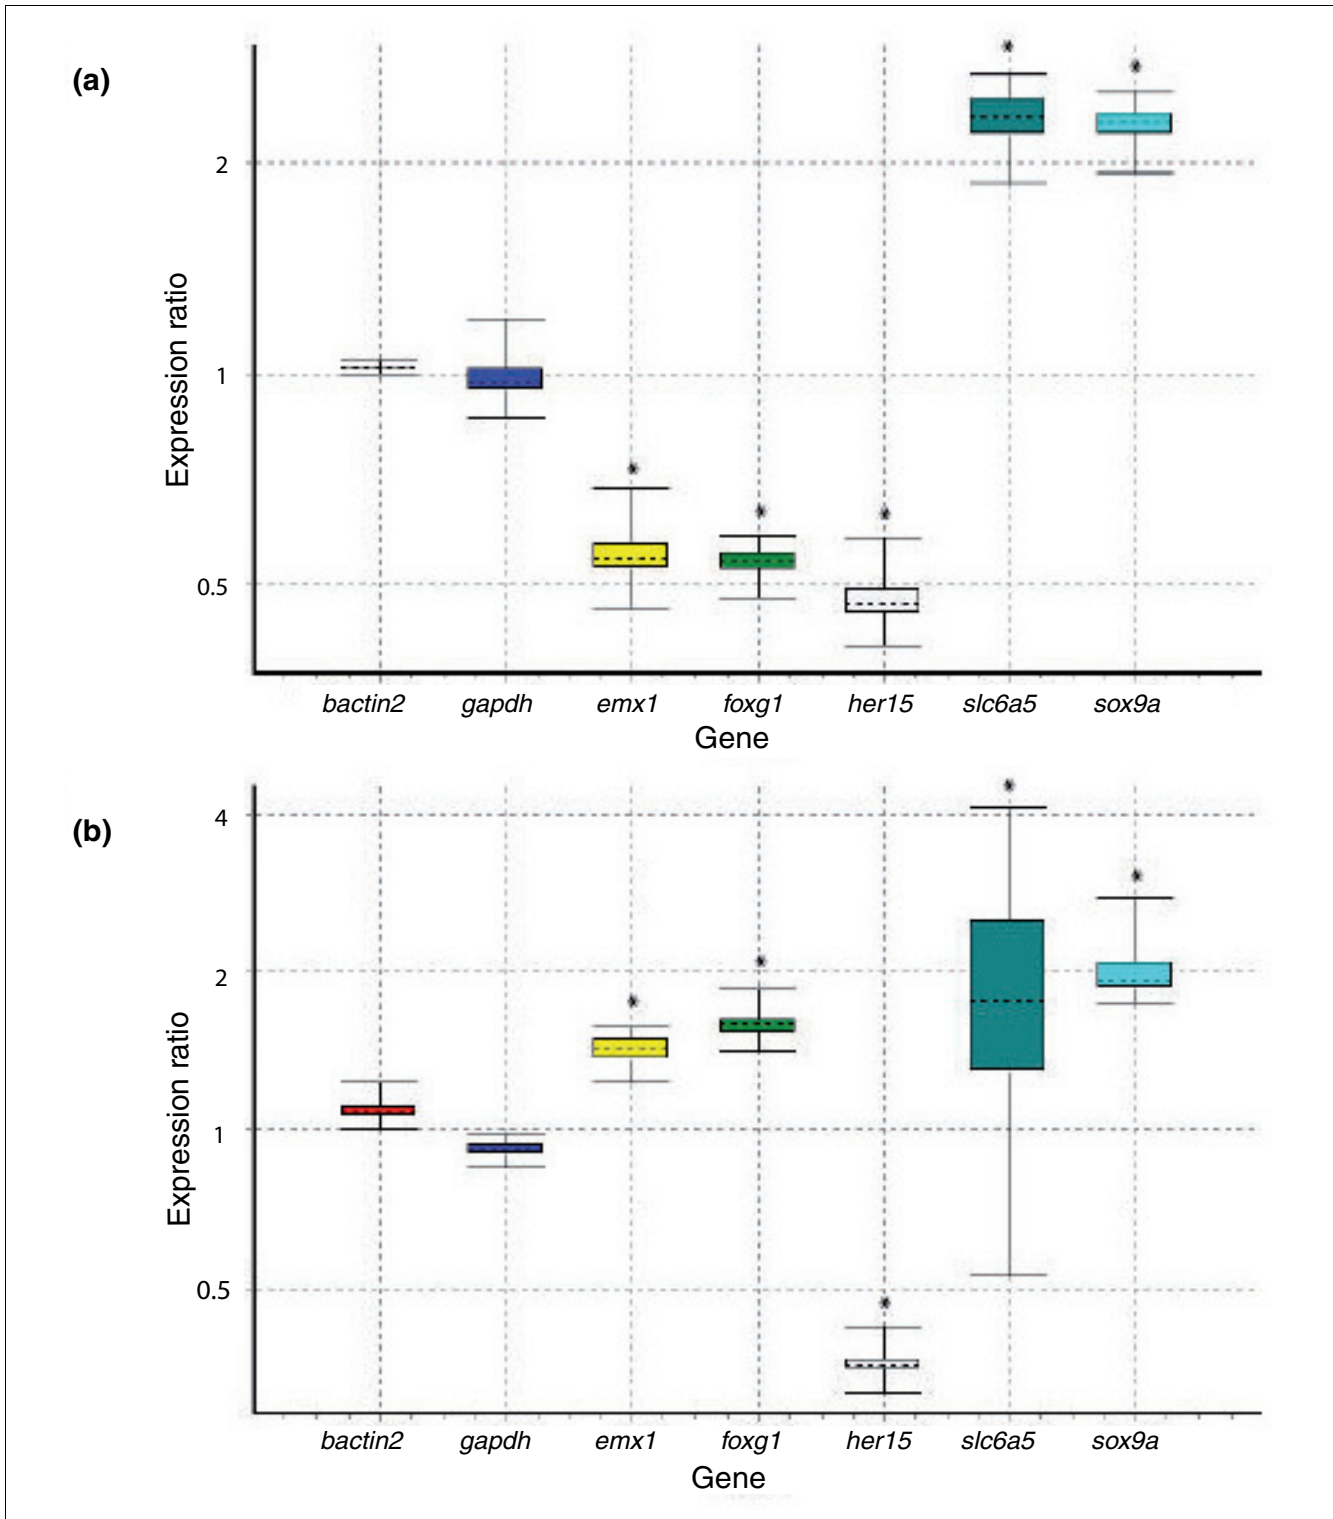 (a)
*
*
2
Expression ratio
1
*
*
*
0.5
bactin2 gapdh emx1 foxg1 her15 slc6a5 sox9a
Gene
(b)
*
4
*
*
2
*
Expression ratio
1
0.5
*
bactin2 gapdh emx1 foxg1 her15 slc6a5 sox9a
Gene